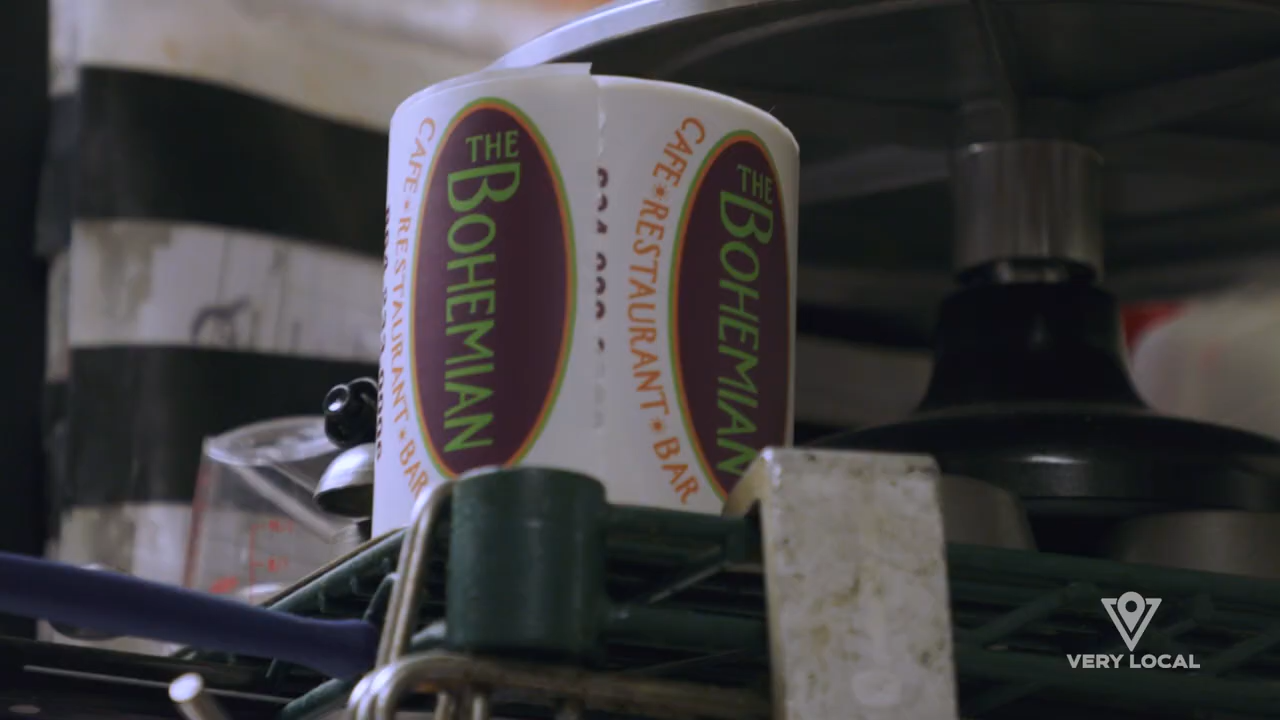 THE
BOHEMIAN
CAFE * RESTAURANT * BAR
THE
BOHEMIAN
CAFE * RESTAURANT * BAR
VERY LOCAL